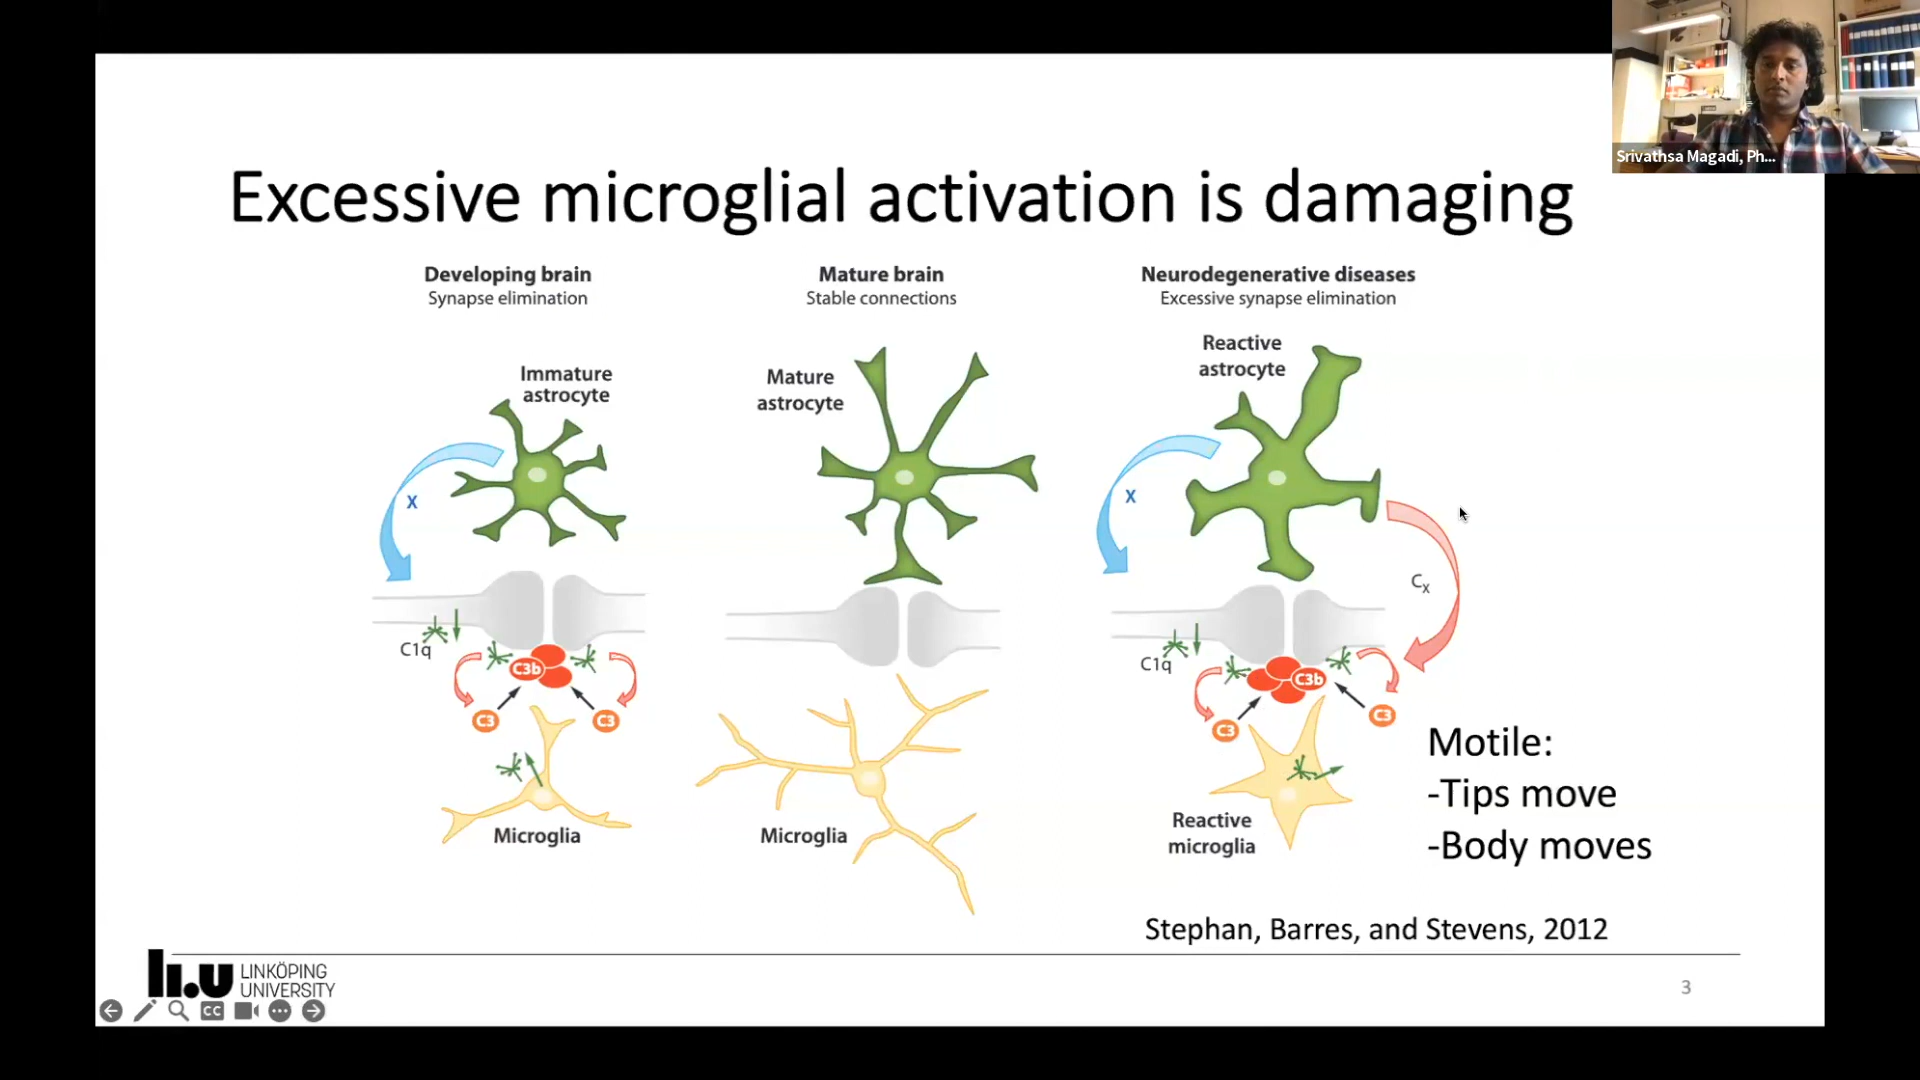 Srivathsa Magadi, Ph...
Excessive microglial activation is damaging
Developing brain
Synapse elimination
Mature brain
Stable connections
Neurodegenerative diseases
Excessive synapse elimination
Immature
astrocyte
Mature
astrocyte
Reactive
astrocyte
X
X
Cx
C1q
C3b
C3
C3
C1q
C3b
C3
C3
Microglia
Microglia
Reactive
microglia
Motile:
-Tips move
-Body moves
Stephan, Barres, and Stevens, 2012
li.u LINKÖPING
UNIVERSITY
3
CC